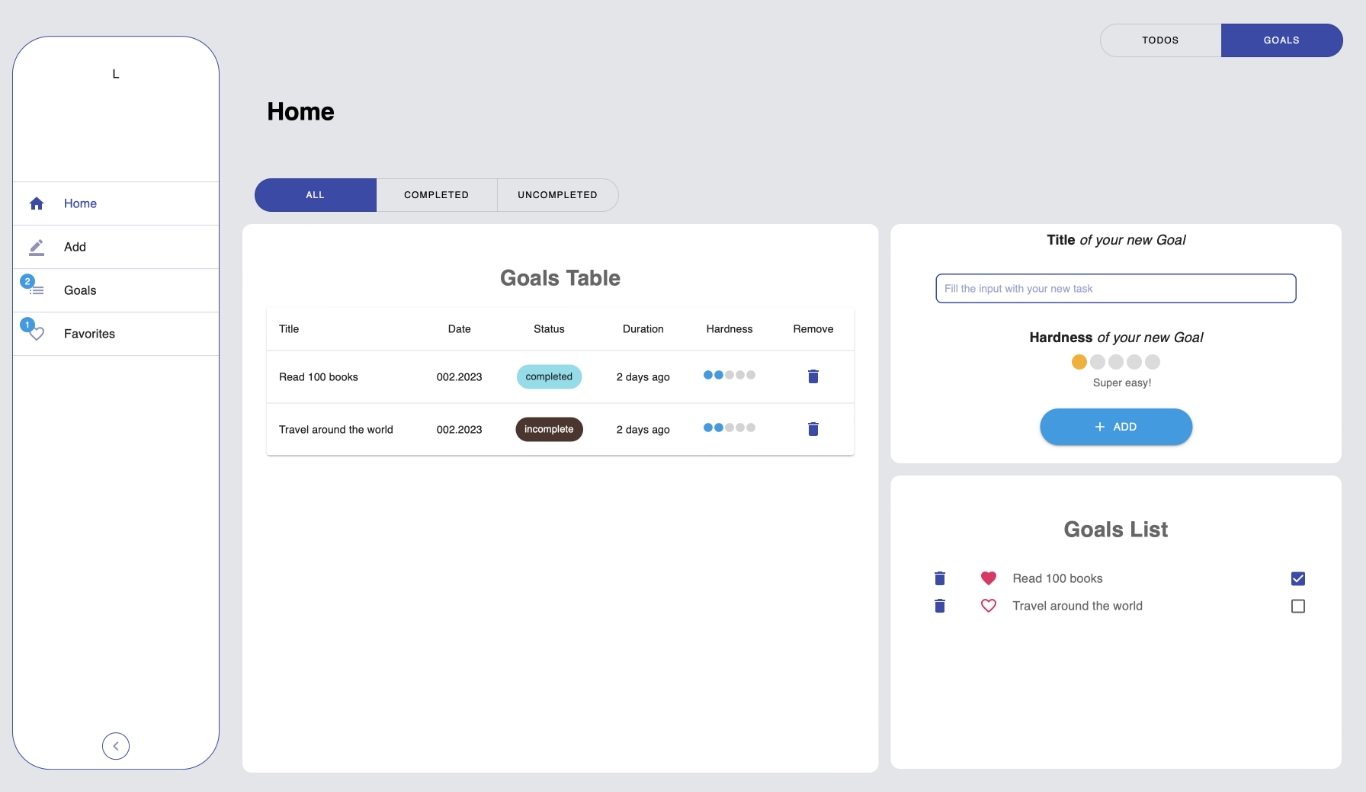 TODOS GOALS
L
Home
Home
Add
2
Goals
1
Favorites
ALL COMPLETED UNCOMPLETED
Goals Table
Title Date Status Duration Hardness Remove
Read 100 books 002.2023 completed 2 days ago
Travel around the world 002.2023 incomplete 2 days ago
Title of your new Goal
Fill the input with your new task
Hardness of your new Goal
Super easy!
+ ADD
Goals List
Read 100 books
Travel around the world